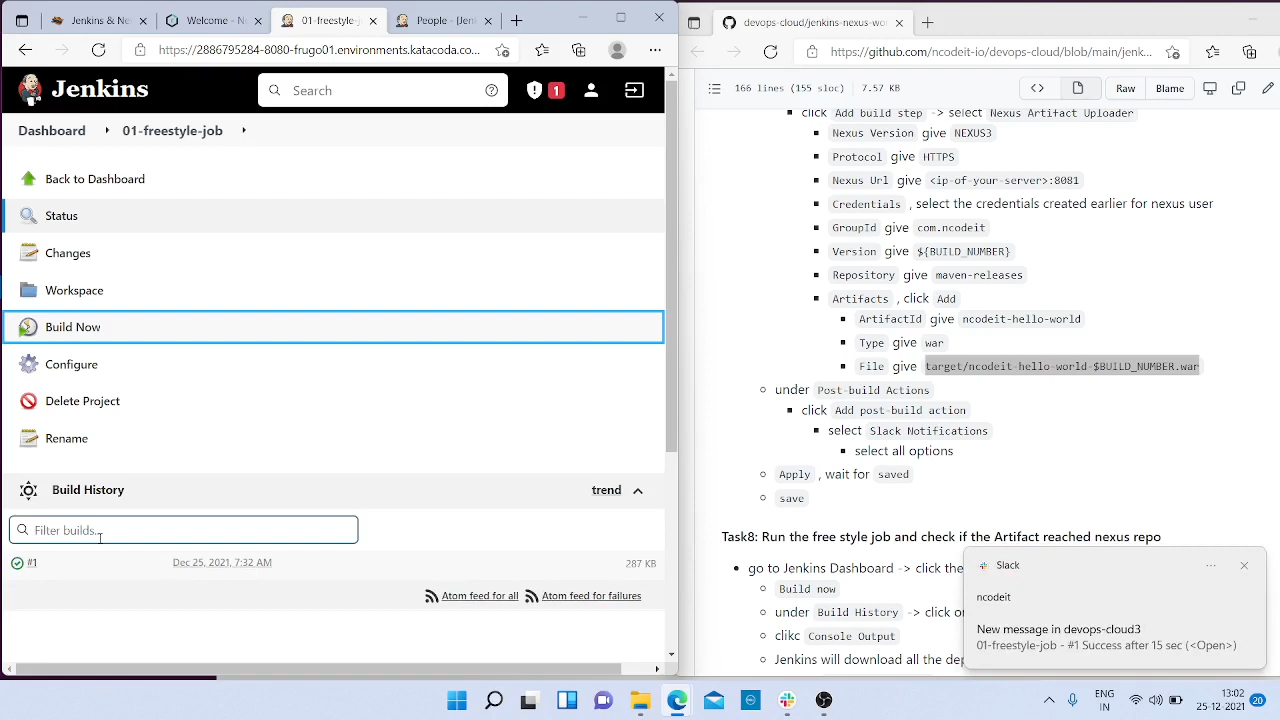 Jenkins & Ne
Welcome - N
01-freestyle-j
People - [Jenk
https://2886795284-8080-frugo01.environments.katacoda.co...
Jenkins
Search
1
Dashboard
01-freestyle-job
Back to Dashboard
Status
Changes
Workspace
Build Now
Configure
Delete Project
Rename
Build History
trend
Filter builds...
#1
Dec 25, 2021, 7:32 AM
287 KB
Atom feed for all
Atom feed for failures
devops-cloud/jenkins-nexus-wo
https://github.com/ncodeit-io/devops-cloud/blob/main/jenk...
166 lines (155 sloc)
7.57 KB
Raw
Blame
click Add build step -> select Nexus Artifact Uploader
Nexus Version give NEXUS3
Protocol give HTTPS
Nexus Url give <ip-of-your-server>:8081
Credentials , select the credentials created earlier for nexus user
GroupId give com.ncodeit
Version give ${BUILD_NUMBER}
Repository give maven-releases
Artifacts , click Add
ArtifactId give ncodeit-hello-world
Type give war
File give target/ncodeit-hello-world-$BUILD_NUMBER.war
under Post-build Actions
click Add post-build action
select Slack Notifications
select all options
Apply , wait for saved
save
Task8: Run the free style job and check if the Artifact reached nexus repo
go to Jenkins Dashboard -> click the
Build now
under Build History -> click on
clikc Console Output
Jenkins will download all the dep
Slack
ncodeit
New message in devops-cloud3
01-freestyle-job - #1 Success after 15 sec (<Open>)
ENG
IN
13:02
25-12-2021
20